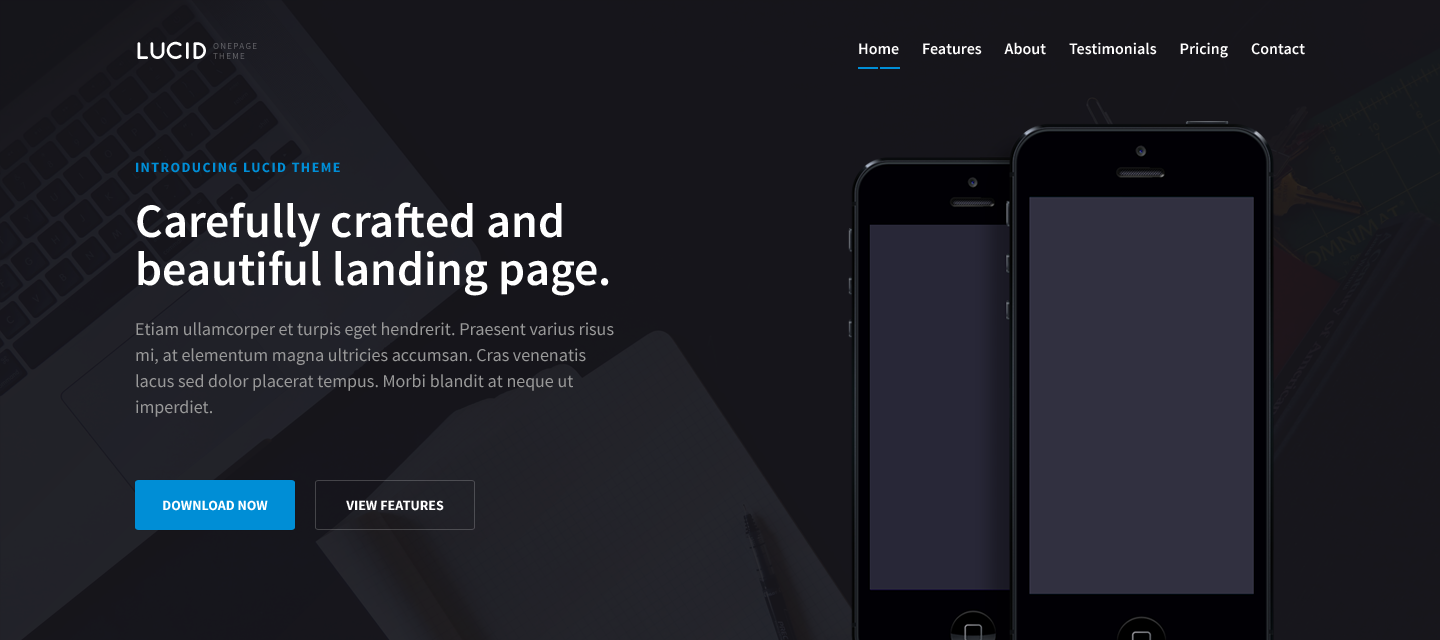 LUCID ONEPAGE
THEME
Home Features About Testimonials Pricing Contact
INTRODUCING LUCID THEME
Carefully crafted and
beautiful landing page.
Etiam ullamcorper et turpis eget hendrerit. Praesent varius risus
mi, at elementum magna ultricies accumsan. Cras venenatis
lacus sed dolor placerat tempus. Morbi blandit at neque ut
imperdiet.
DOWNLOAD NOW VIEW FEATURES
OMNIMAT